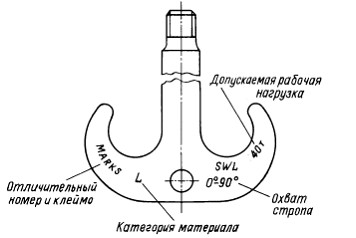 Допускаемая рабочая
нагрузка
MARKS
L
SWL
40т
0°-90°
Отличительный
номер и клеймо
Охват
стропа
Категория материала